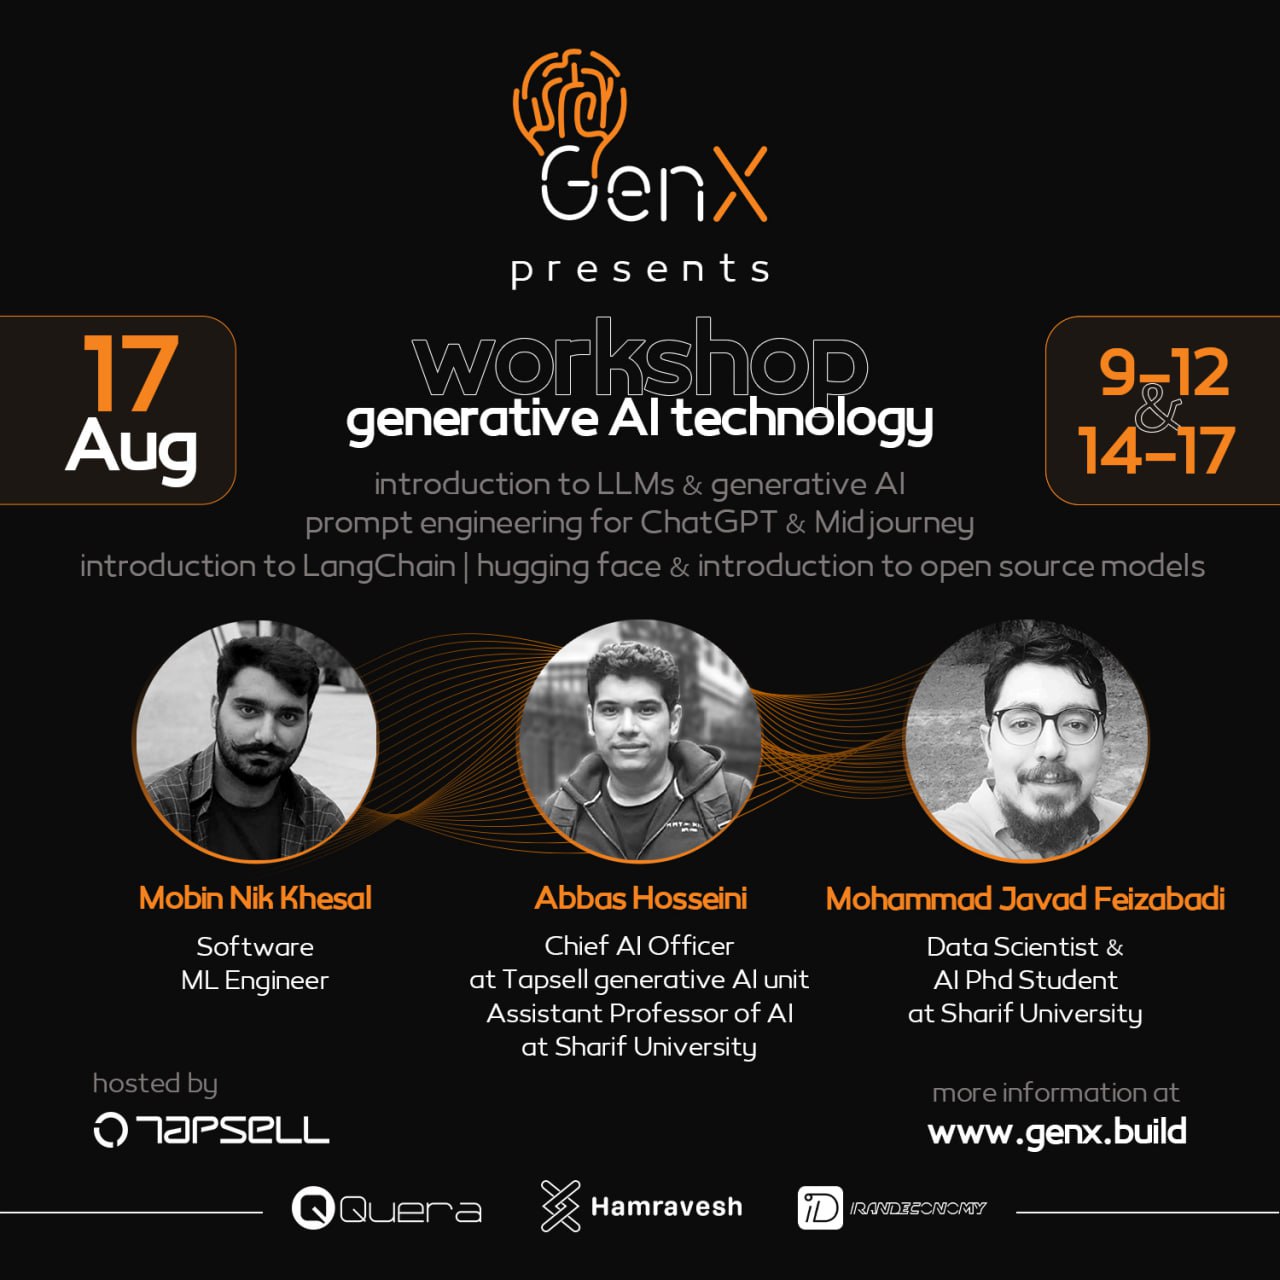 GenX
presents
17
Aug
workshop
generative AI technology
9–12
&
14–17
introduction to LLMs & generative AI
prompt engineering for ChatGPT & Midjourney
introduction to LangChain | hugging face & introduction to open source models
Mobin Nik Khesal
Software
ML Engineer
Abbas Hosseini
Chief AI Officer
at Tapsell generative AI unit
Assistant Professor of AI
at Sharif University
Mohammad Javad Feizabadi
Data Scientist &
AI Phd Student
at Sharif University
hosted by
TAPSELL
more information at
www.genx.build
Quera
Hamravesh
iD IRANDECONOMY